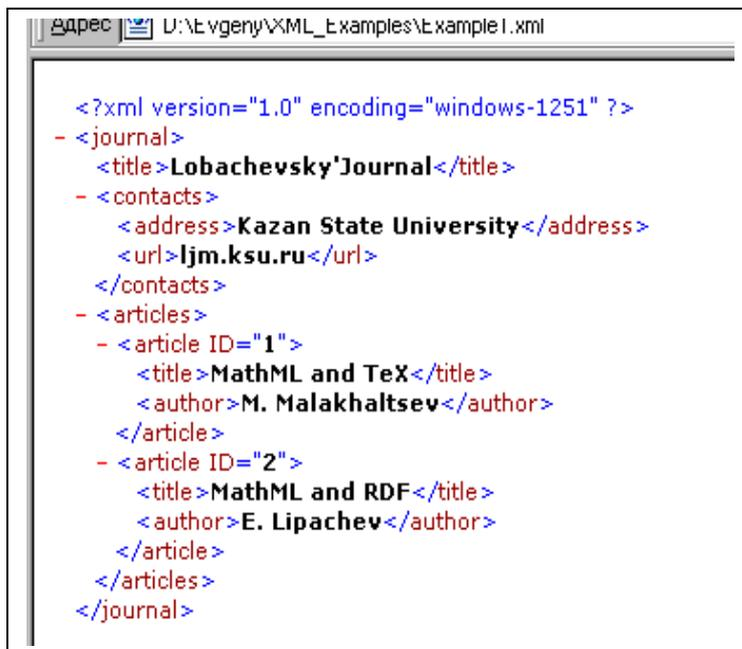 Адрес D:\Evgeny\XML_Examples\Example1.xml
<?xml version="1.0" encoding="windows-1251" ?>
- <journal>
<title>Lobachevsky'Journal</title>
- <contacts>
<address>Kazan State University</address>
<url>ljm.ksu.ru</url>
</contacts>
- <articles>
- <article ID="1">
<title>MathML and TeX</title>
<author>M. Malakhaltsev</author>
</article>
- <article ID="2">
<title>MathML and RDF</title>
<author>E. Lipachev</author>
</article>
</articles>
</journal>